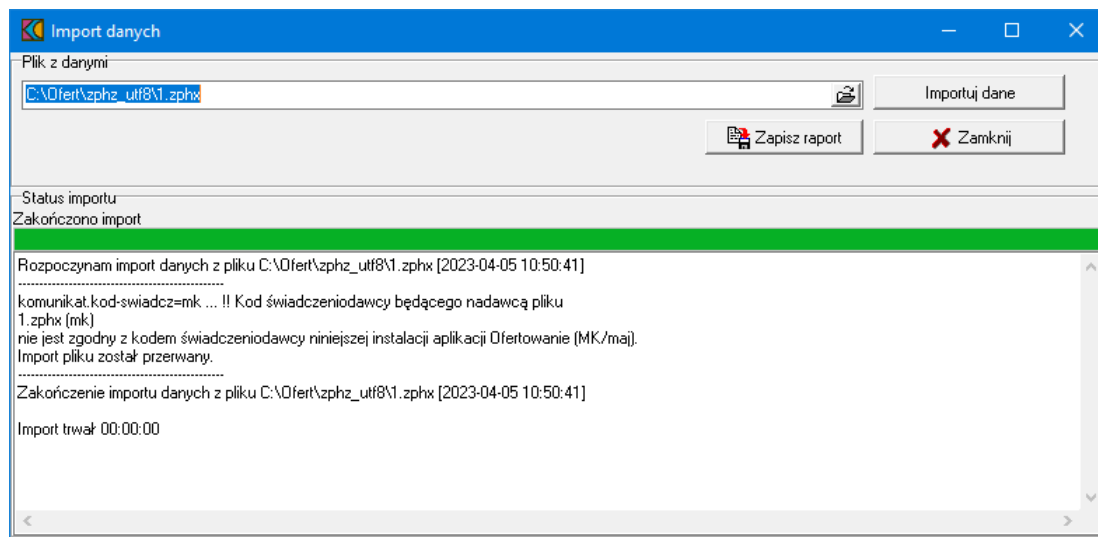 Import danych
Plik z danymi
C:\Ofert\zphz_utf8\1.zphx
Importuj dane
Zapisz raport
Zamknij
Status importu
Zakończono import
Rozpoczynam import danych z pliku C:\Ofert\zphz_utf8\1.zphx [2023-04-05 10:50:41]
------------------------------------------------
komunikat.kod-swiadcz=mk ... !! Kod świadczeniodawcy będącego nadawcą pliku
1.zphx (mk)
nie jest zgodny z kodem świadczeniodawcy niniejszej instalacji aplikacji Ofertowanie (MK/maj).
Import pliku został przerwany.
------------------------------------------------
Zakończenie importu danych z pliku C:\Ofert\zphz_utf8\1.zphx [2023-04-05 10:50:41]
Import trwał 00:00:00